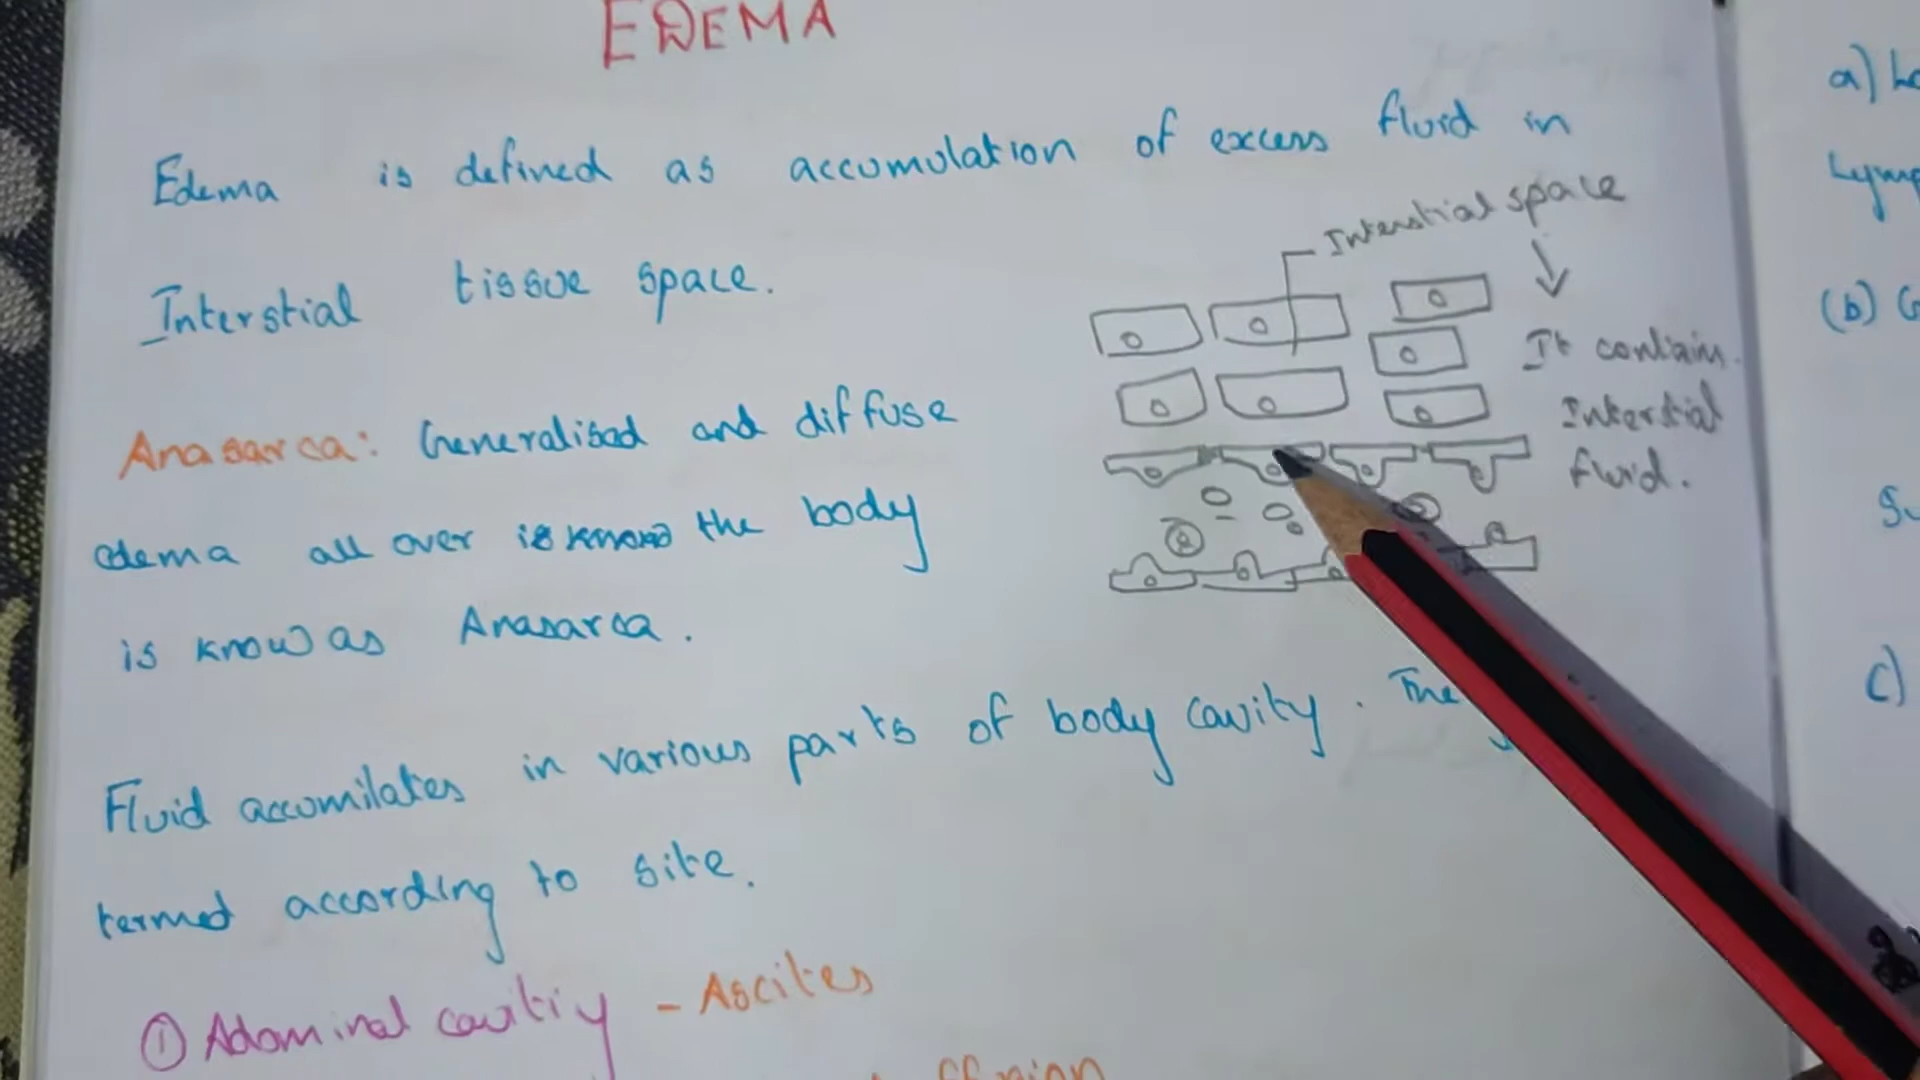 EDEMA
Edema is defined as accumulation of excess fluid in
Interstial tissue space.
Interstial space
It contain
Interstial
fluid.
Anasarca: Generalised and diffuse
edema all over the body
is know as Anasarca.
Fluid accumilates in various parts of body cavity. The
termed according to site.
① Adominal cavitiy - Ascites
a)
(b)
c)